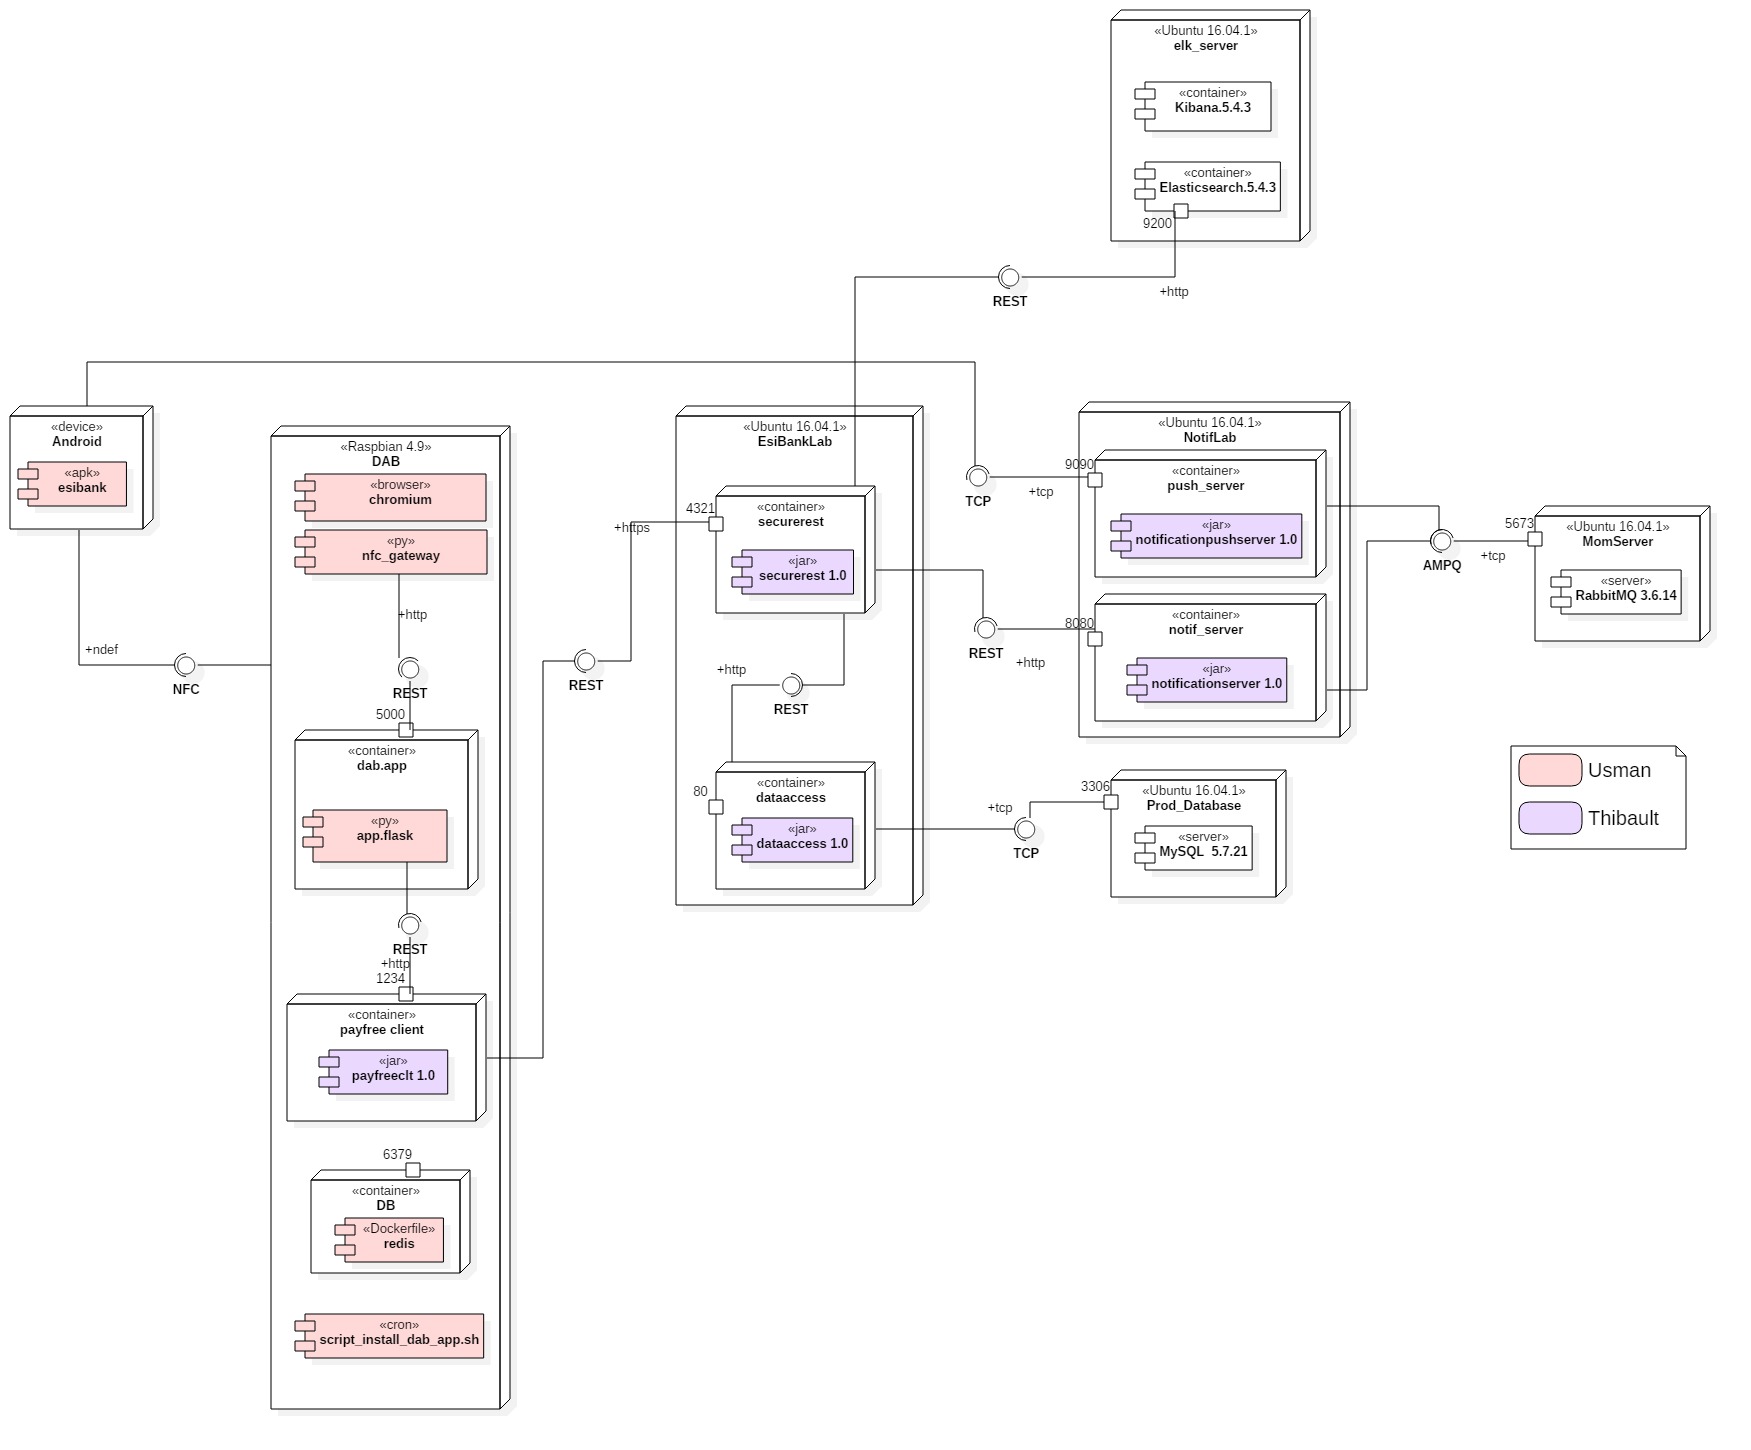 «Ubuntu 16.04.1»
elk_server
«container»
Kibana.5.4.3
«container»
Elasticsearch.5.4.3
9200
REST
+http
«device»
Android
«apk»
esibank
+ndef
NFC
«Raspbian 4.9»
DAB
«browser»
chromium
«py»
nfc_gateway
+http
REST
5000
«container»
dab.app
«py»
app.flask
REST
+http
1234
«container»
payfree client
«jar»
payfreeclt 1.0
6379
«container»
DB
«Dockerfile»
redis
«cron»
script_install_dab_app.sh
REST
+https
«Ubuntu 16.04.1»
EsiBankLab
4321
«container»
securerest
«jar»
securerest 1.0
+http
REST
80
«container»
dataaccess
«jar»
dataaccess 1.0
TCP
+tcp
REST
+http
«Ubuntu 16.04.1»
NotifLab
9090
«container»
push_server
«jar»
notificationpushserver 1.0
8080
«container»
notif_server
«jar»
notificationserver 1.0
AMPQ
+tcp
5673
«Ubuntu 16.04.1»
MomServer
«server»
RabbitMQ 3.6.14
+tcp
TCP
3306
«Ubuntu 16.04.1»
Prod_Database
«server»
MySQL  5.7.21
Usman
Thibault